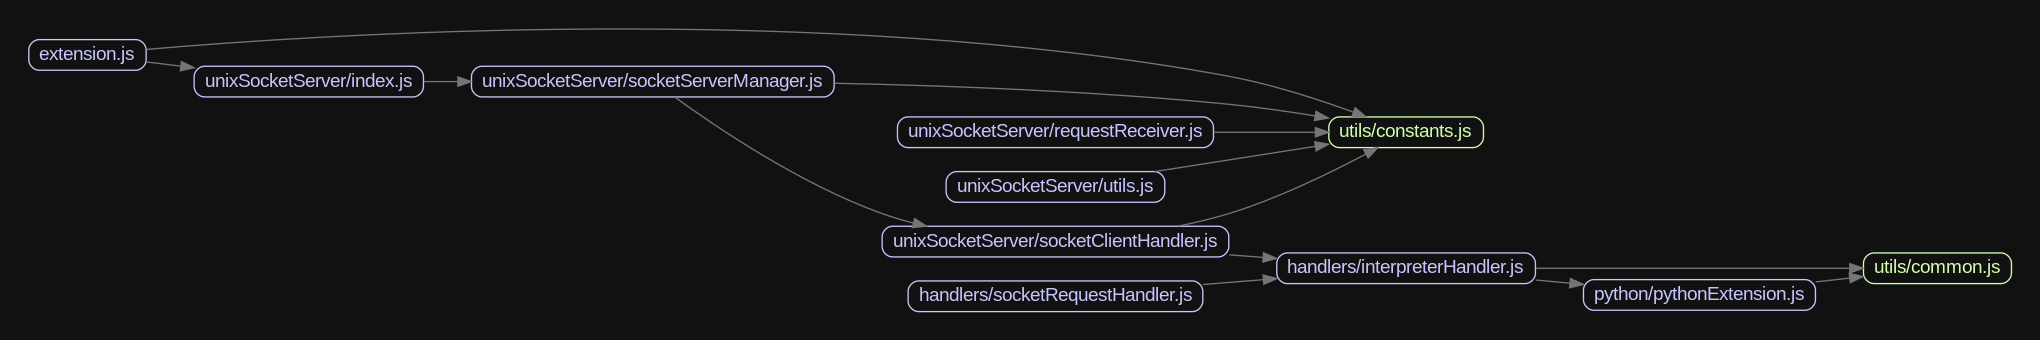 extension.js
unixSocketServer/index.js
unixSocketServer/socketServerManager.js
unixSocketServer/requestReceiver.js
utils/constants.js
unixSocketServer/utils.js
unixSocketServer/socketClientHandler.js
handlers/interpreterHandler.js
utils/common.js
handlers/socketRequestHandler.js
python/pythonExtension.js